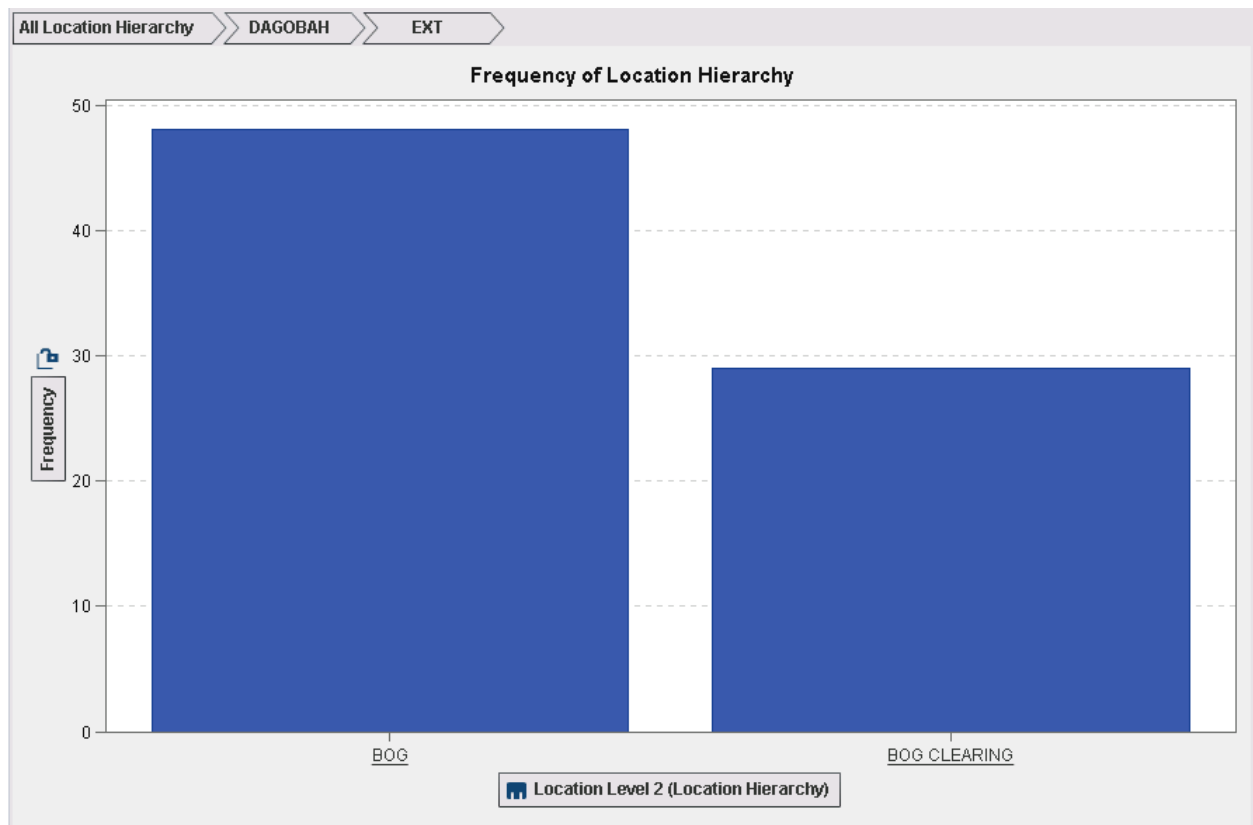 All Location Hierarchy DAGOBAH EXT
Frequency of Location Hierarchy
50
40
30
20
10
0
Frequency
BOG BOG CLEARING
Location Level 2 (Location Hierarchy)